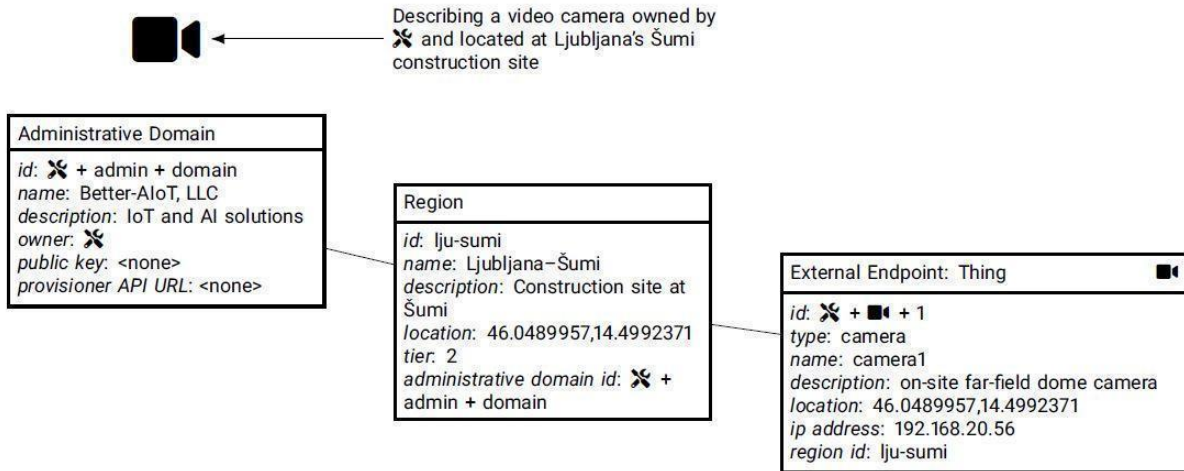 Describing a video camera owned by
and located at Ljubljana's Šumi
construction site
Administrative Domain
id: + admin + domain
name: Better-AIoT, LLC
description: IoT and AI solutions
owner:
public key: <none>
provisioner API URL: <none>
Region
id: lju-sumi
name: Ljubljana–Šumi
description: Construction site at
Šumi
location: 46.0489957,14.4992371
tier: 2
administrative domain id: +
admin + domain
External Endpoint: Thing
id: + + 1
type: camera
name: camera1
description: on-site far-field dome camera
location: 46.0489957,14.4992371
ip address: 192.168.20.56
region id: lju-sumi